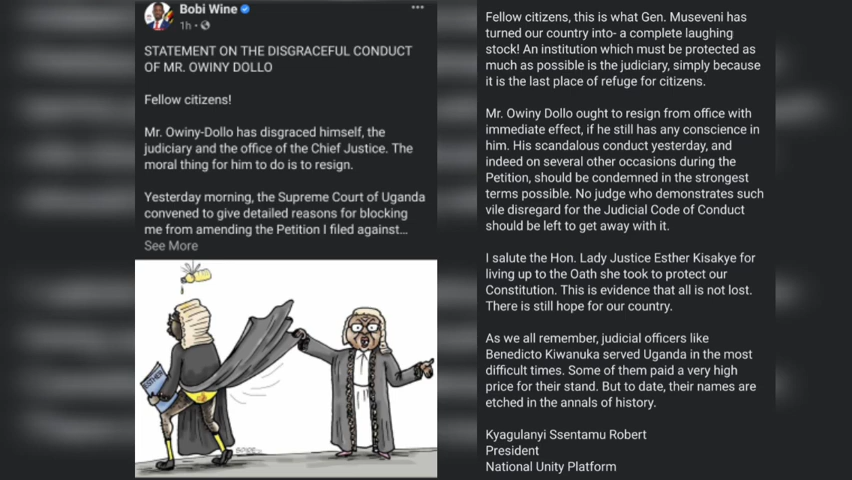 Bobi Wine
1h
STATEMENT ON THE DISGRACEFUL CONDUCT
OF MR. OWINY DOLLO
Fellow citizens!
Mr. Owiny-Dollo has disgraced himself, the
judiciary and the office of the Chief Justice. The
moral thing for him to do is to resign.
Yesterday morning, the Supreme Court of Uganda
convened to give detailed reasons for blocking
me from amending the Petition I filed against...
See More
ESTHER
Fellow citizens, this is what Gen. Museveni has
turned our country into- a complete laughing
stock! An institution which must be protected as
much as possible is the judiciary, simply because
it is the last place of refuge for citizens.
Mr. Owiny Dollo ought to resign from office with
immediate effect, if he still has any conscience in
him. His scandalous conduct yesterday, and
indeed on several other occasions during the
Petition, should be condemned in the strongest
terms possible. No judge who demonstrates such
vile disregard for the Judicial Code of Conduct
should be left to get away with it.
I salute the Hon. Lady Justice Esther Kisakye for
living up to the Oath she took to protect our
Constitution. This is evidence that all is not lost.
There is still hope for our country.
As we all remember, judicial officers like
Benedicto Kiwanuka served Uganda in the most
difficult times. Some of them paid a very high
price for their stand. But to date, their names are
etched in the annals of history.
Kyagulanyi Ssentamu Robert
President
National Unity Platform